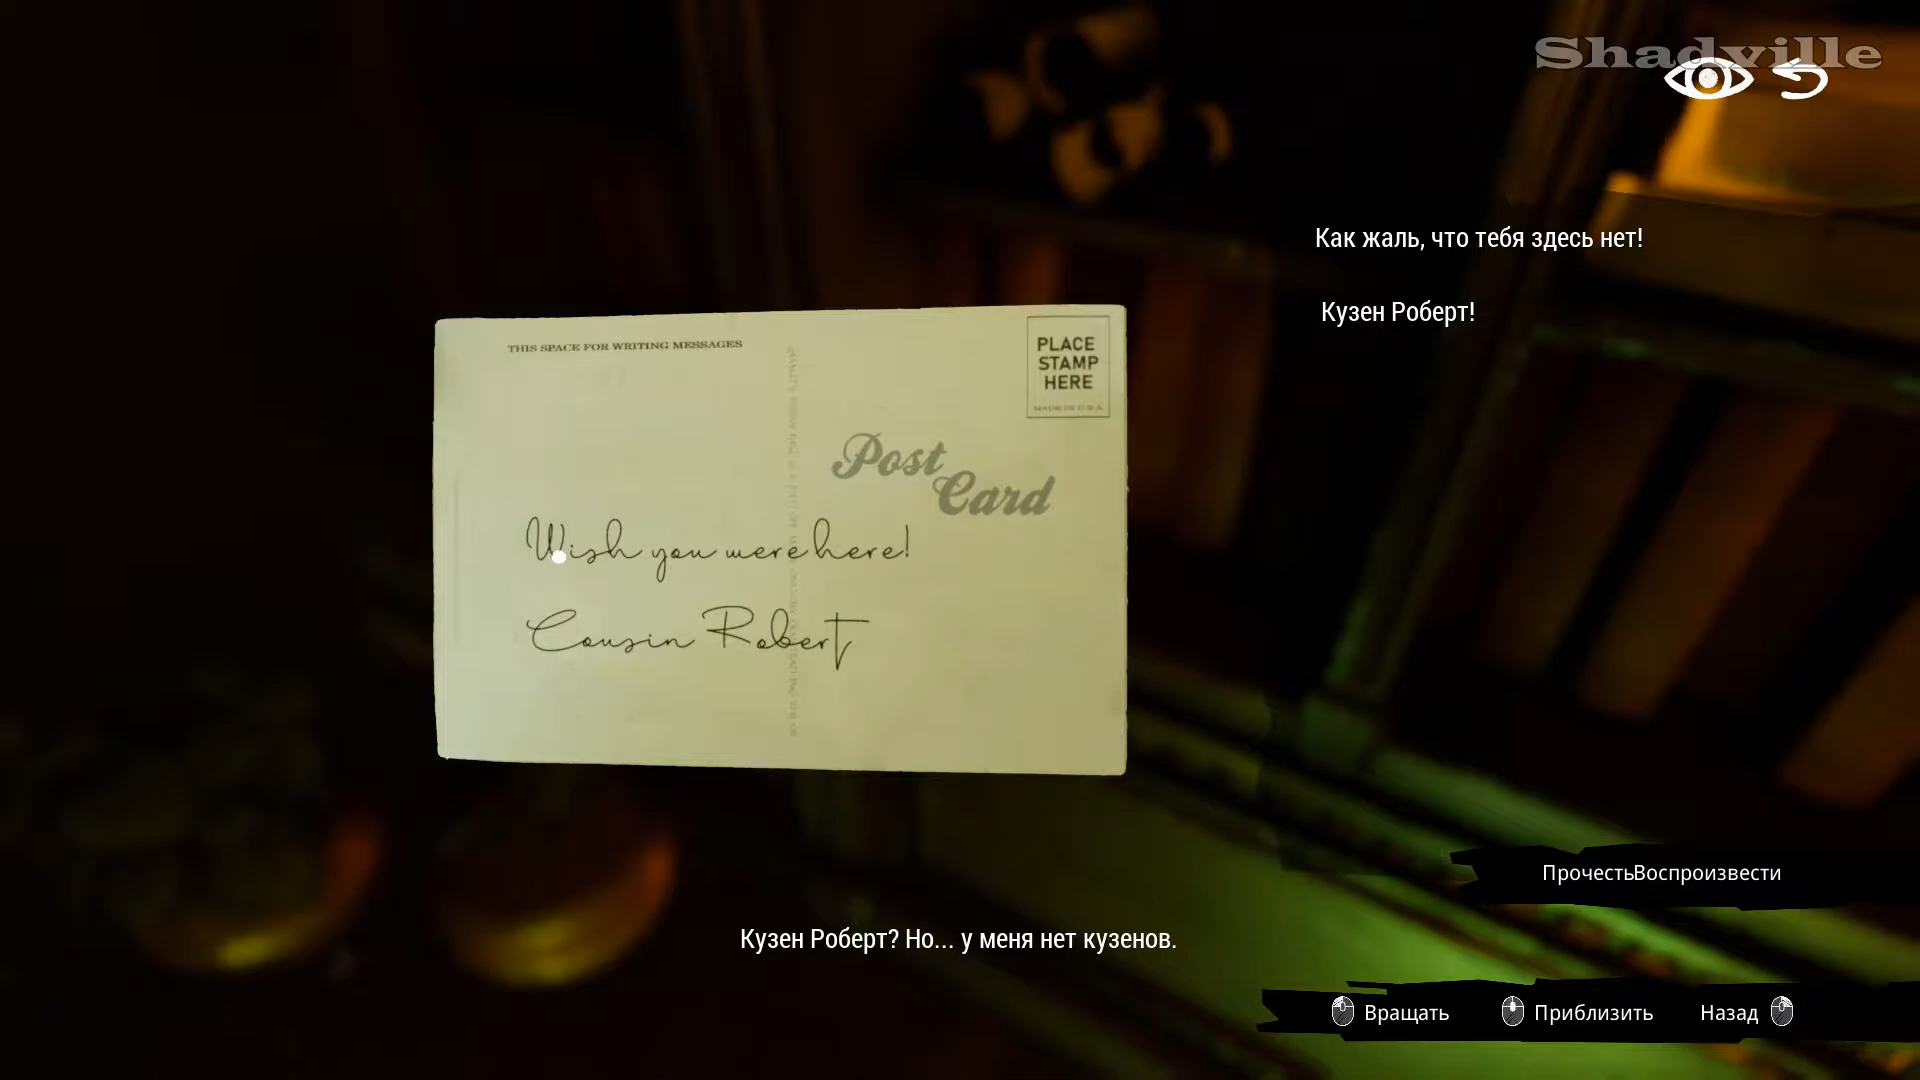 Shadville
Как жаль, что тебя здесь нет!
Кузен Роберт!
THIS SPACE FOR WRITING MESSAGES
PLACE
STAMP
HERE
MADE IN U.S.A.
Post
Card
Wish you were here!
Cousin Robert
ПрочестьВоспроизвести
Кузен Роберт? Но... у меня нет кузенов.
Вращать
Приблизить
Назад